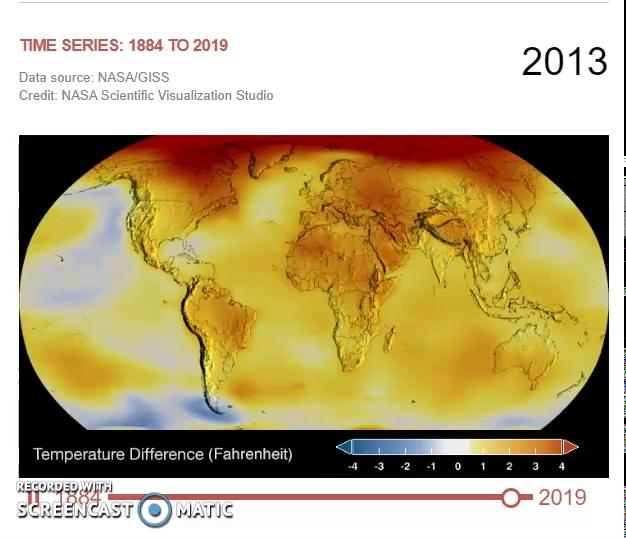 TIME SERIES: 1884 TO 2019
2013
Data source: NASA/GISS
Credit: NASA Scientific Visualization Studio
Temperature Difference (Fahrenheit)
-4 -3 -2 -1 0 1 2 3 4
RECORDED WITH
1884 2019
SCREENCAST MATIC